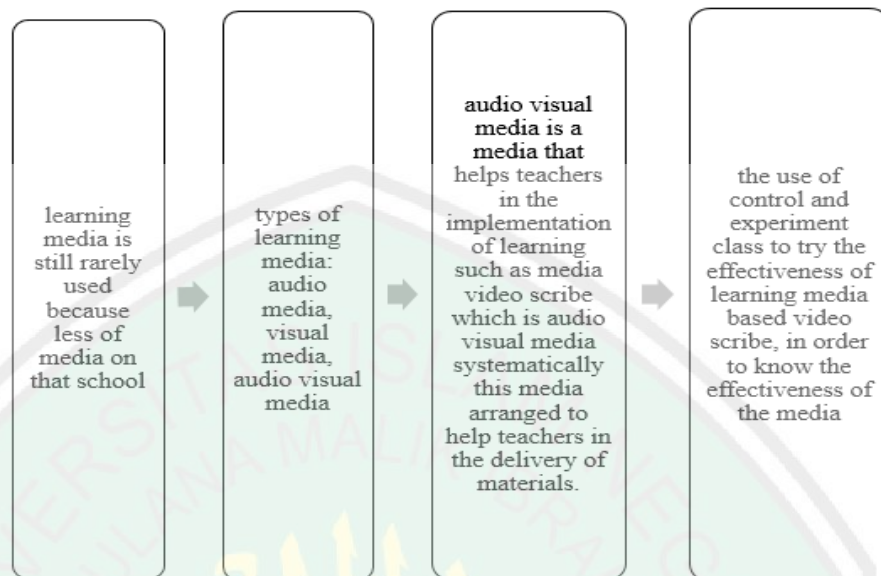 learning
media is
still rarely
used
because
less of
media on
that school
types of
learning
media:
audio
media,
visual
media,
audio visual
media
audio visual
media is a
media that
helps teachers
in the
implementation
of learning
such as media
video scribe
which is audio
visual media
systematically
this media
arranged to
help teachers in
the delivery of
materials.
the use of
control and
experiment
class to try the
effectiveness of
learning media
based video
scribe, in order
to know the
effectiveness of
the media